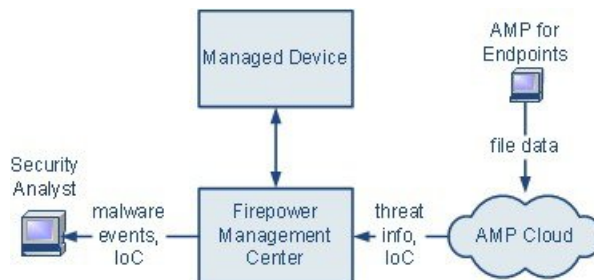 Managed Device
AMP for
Endpoints
file data
Security
Analyst
malware
events,
IoC
Firepower
Management
Center
threat
info,
IoC
AMP Cloud